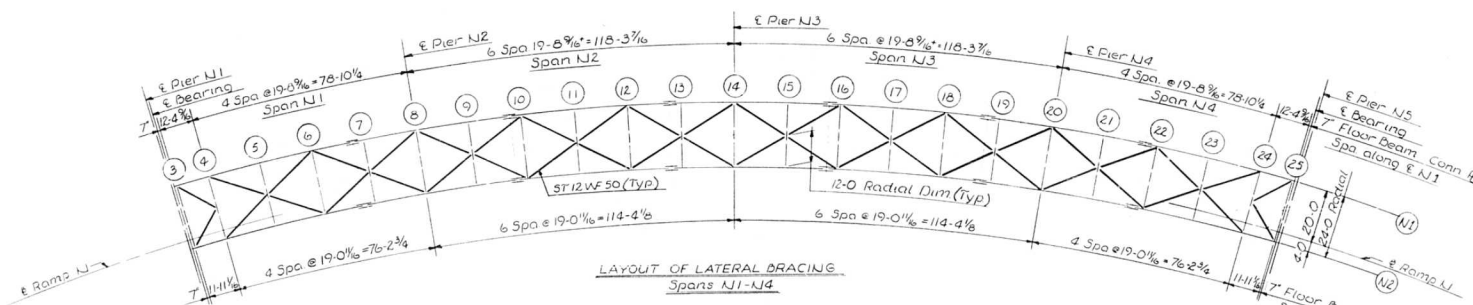 ℄ Pier N3
℄ Pier N2
6 Spa @ 19-8 9/16+ = 118-3 7/16
6 Spa @ 19-8 9/16+ = 118-3 7/16
℄ Pier N4
℄ Pier N1
℄ Bearing
4 Spa @ 19-8 9/16 = 78-10 1/4
Span N1
Span N2
Span N3
4 Spa. @ 19-8 9/16 = 78-10 1/4
Span N4
12-4 9/16
℄ Pier N5
℄ Bearing
7" Floor Beam Conn
Spa along ℄ N1
7"
12-4 9/16
3
4
5
6
7
8
9
10
11
12
13
14
15
16
17
18
19
20
21
22
23
24
25
ST 12 WF 50 (Typ)
12-0 Radial Dim (Typ)
N1
20-0
24-0 Radial
4-0
℄ Ramp N
6 Spa @ 19-0 11/16 = 114-4 1/8
6 Spa @ 19-0 11/16 = 114-4 1/8
4 Spa @ 19-0 11/16 = 76-2 3/4
4 Spa @ 19-0 11/16 = 76-2 3/4
℄ Ramp N
N2
7"
11-11 1/16
11-11 1/16
7" Floor
LAYOUT OF LATERAL BRACING
Spans N1-N4